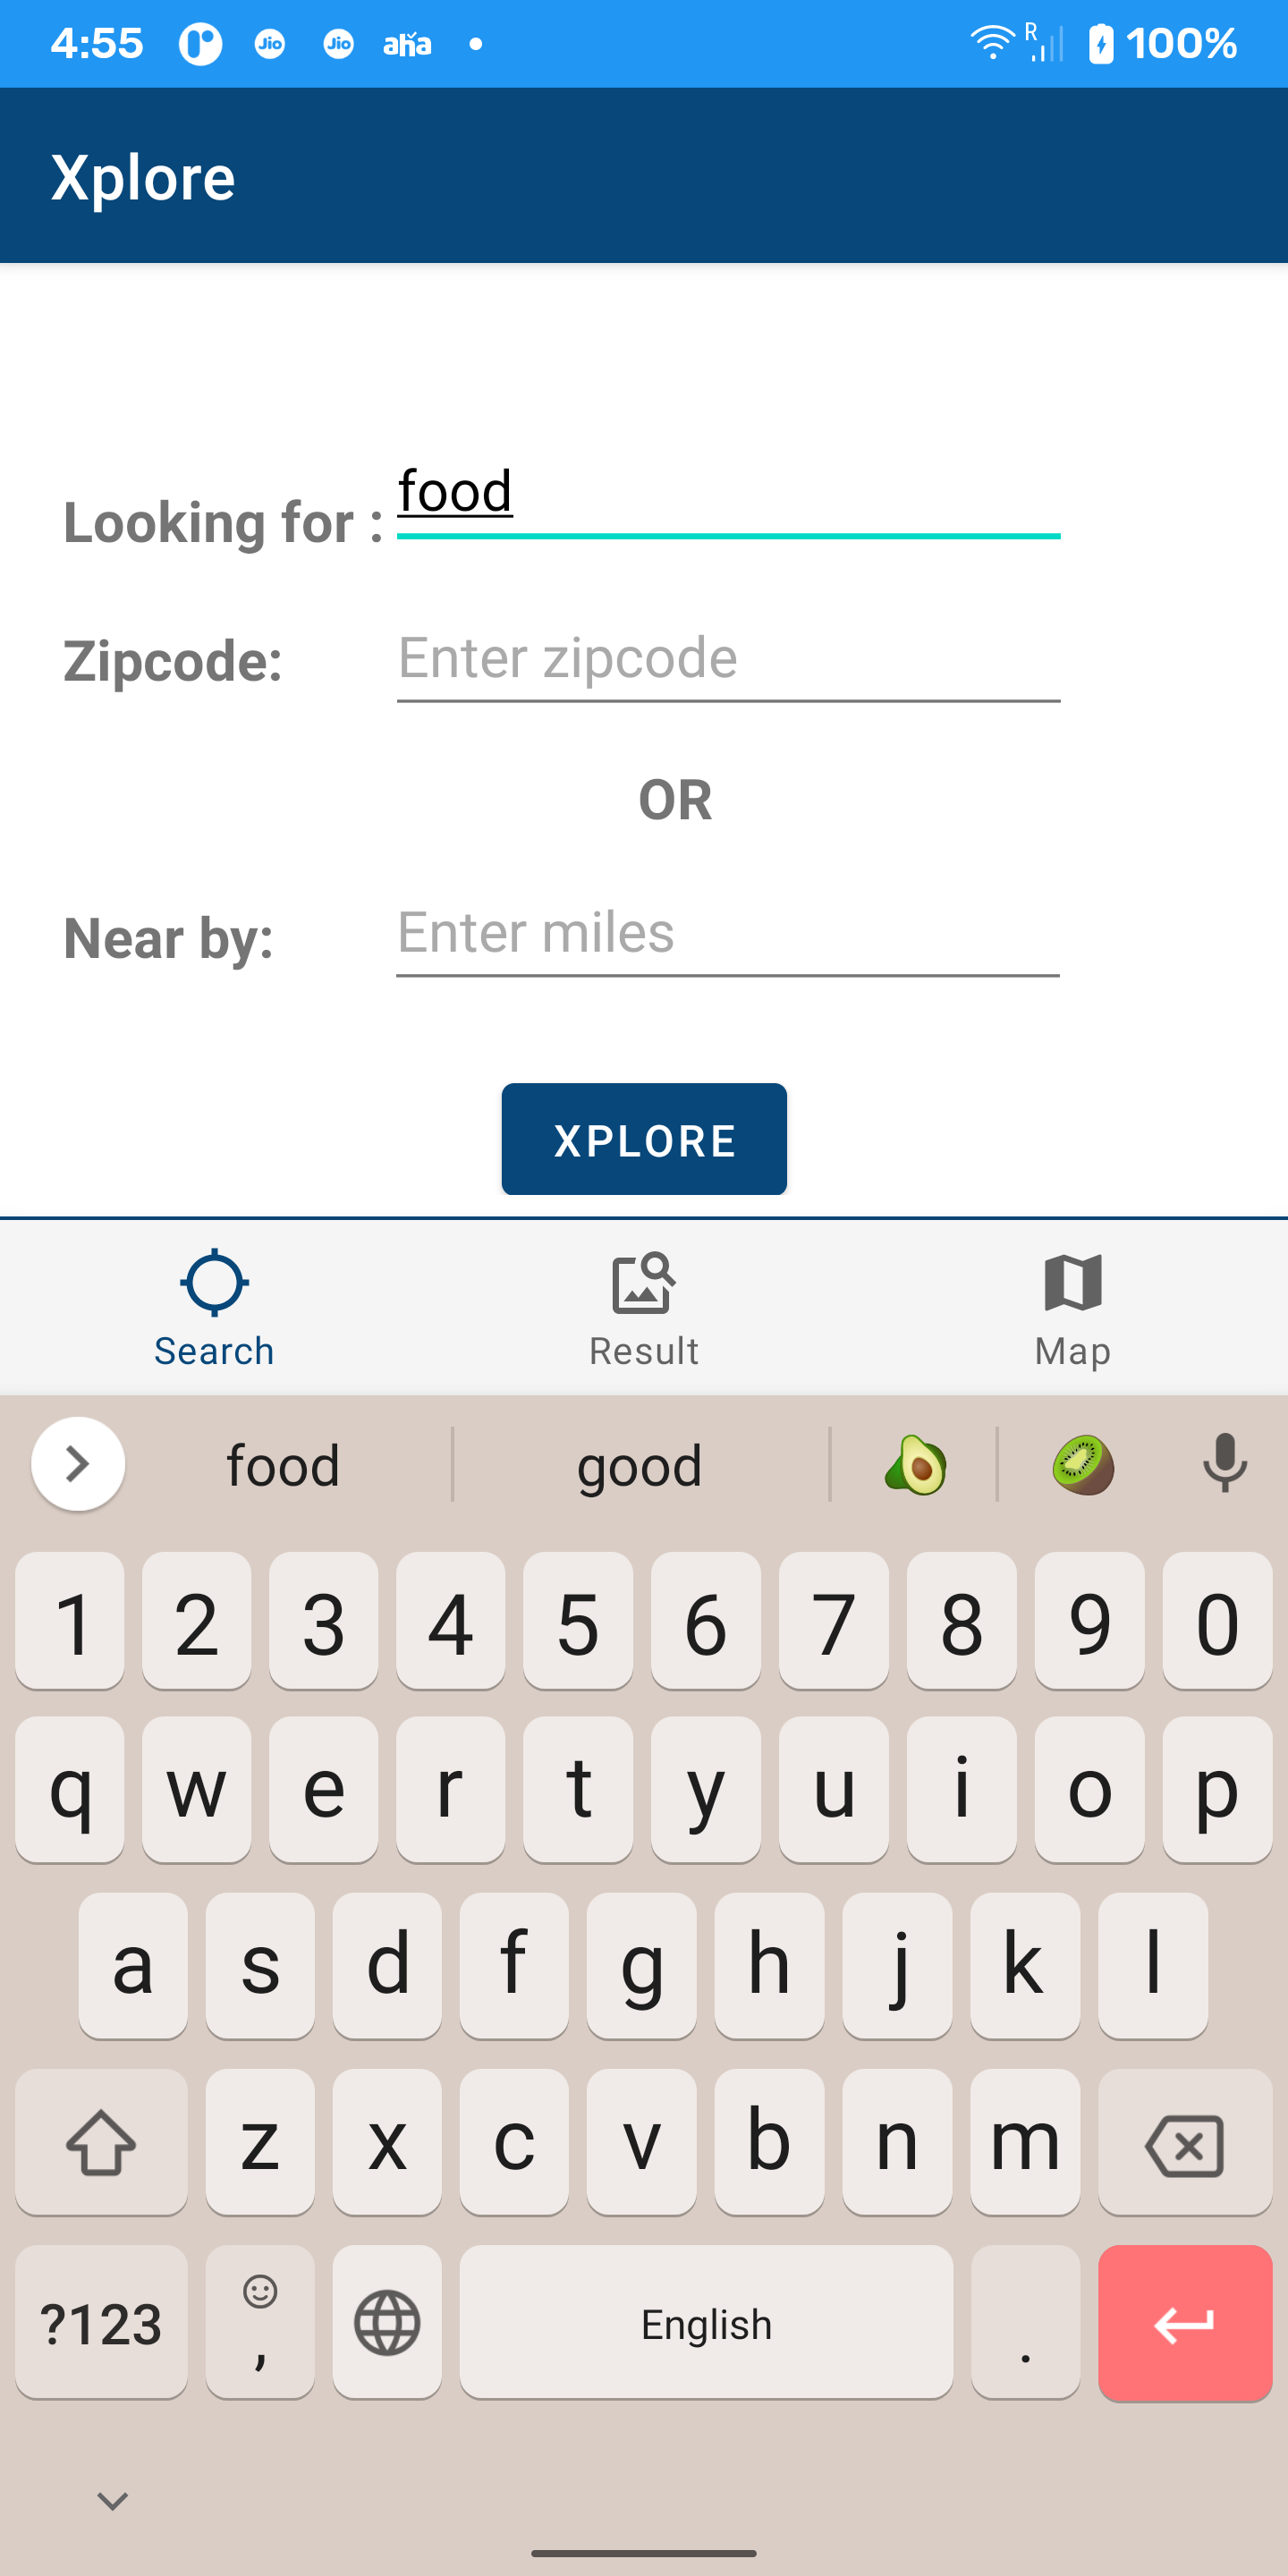 4:55 Jio Jio aha R 100%
Xplore
Looking for : food
Zipcode: Enter zipcode
OR
Near by: Enter miles
XPLORE
Search Result Map
food good
1 2 3 4 5 6 7 8 9 0
q w e r t y u i o p
a s d f g h j k l
z x c v b n m
?123 , English .